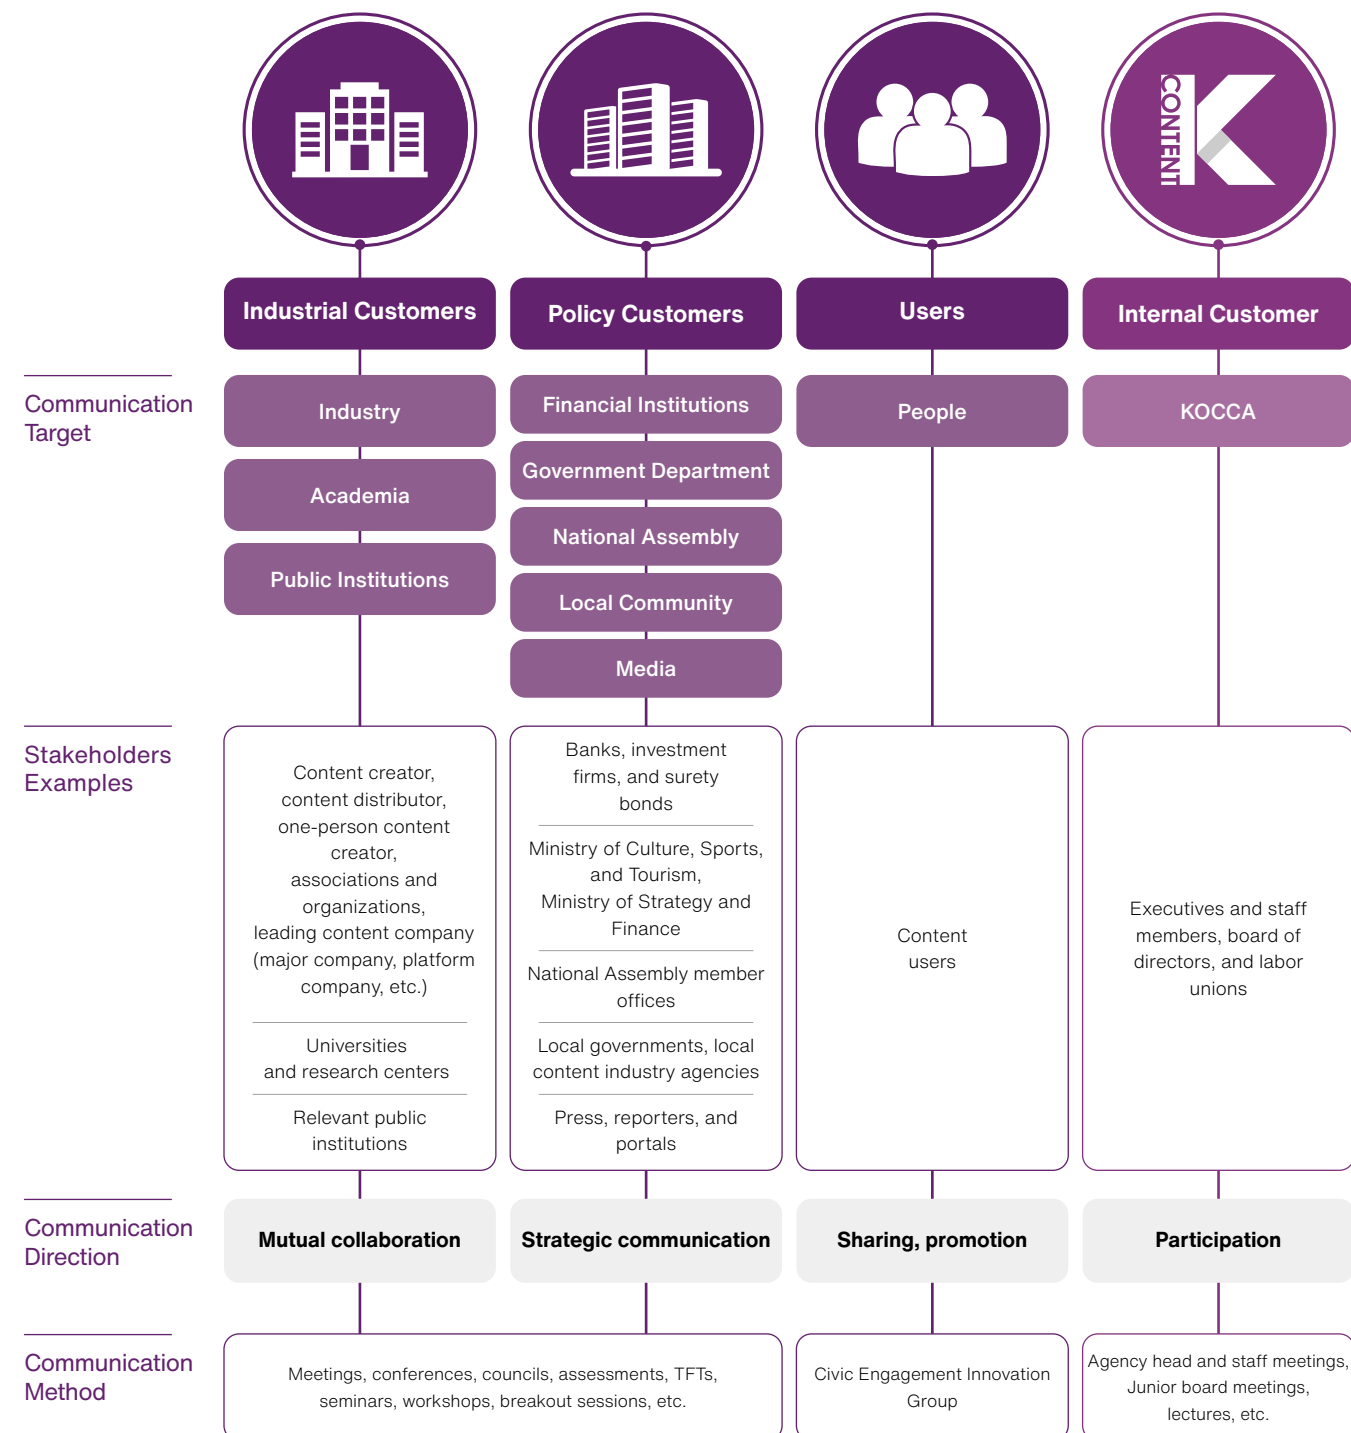 CONTENT
Industrial Customers
Policy Customers
Users
Internal Customer
Communication
Target
Industry
Academia
Public Institutions
Financial Institutions
Government Department
National Assembly
Local Community
Media
People
KOCCA
Stakeholders
Examples
Content creator,
content distributor,
one-person content
creator,
associations and
organizations,
leading content company
(major company, platform
company, etc.)
Universities
and research centers
Relevant public
institutions
Banks, investment
firms, and surety
bonds
Ministry of Culture, Sports,
and Tourism,
Ministry of Strategy and
Finance
National Assembly member
offices
Local governments, local
content industry agencies
Press, reporters, and
portals
Content
users
Executives and staff
members, board of
directors, and labor
unions
Communication
Direction
Mutual collaboration
Strategic communication
Sharing, promotion
Participation
Communication
Method
Meetings, conferences, councils, assessments, TFTs,
seminars, workshops, breakout sessions, etc.
Civic Engagement Innovation
Group
Agency head and staff meetings,
Junior board meetings,
lectures, etc.